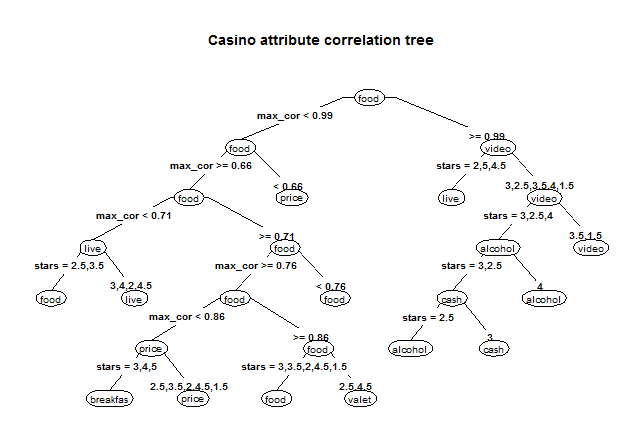 Casino attribute correlation tree
food
max_cor < 0.99
>= 0.99
food
video
max_cor >= 0.66
stars = 2,5,4.5
< 0.66
3,2.5,3.5,4,1.5
food
price
live
video
max_cor < 0.71
stars = 3,2.5,4
>= 0.71
3.5,1.5
live
food
alcohol
video
stars = 2.5,3.5
max_cor >= 0.76
stars = 3,2.5
3,4,2,4.5
< 0.76
4
food
live
food
food
cash
alcohol
max_cor < 0.86
stars = 2.5
>= 0.86
3
price
food
alcohol
cash
stars = 3,4,5
stars = 3,3.5,2,4.5,1.5
2.5,3.5,2,4.5,1.5
2.5,4.5
breakfas
price
food
valet